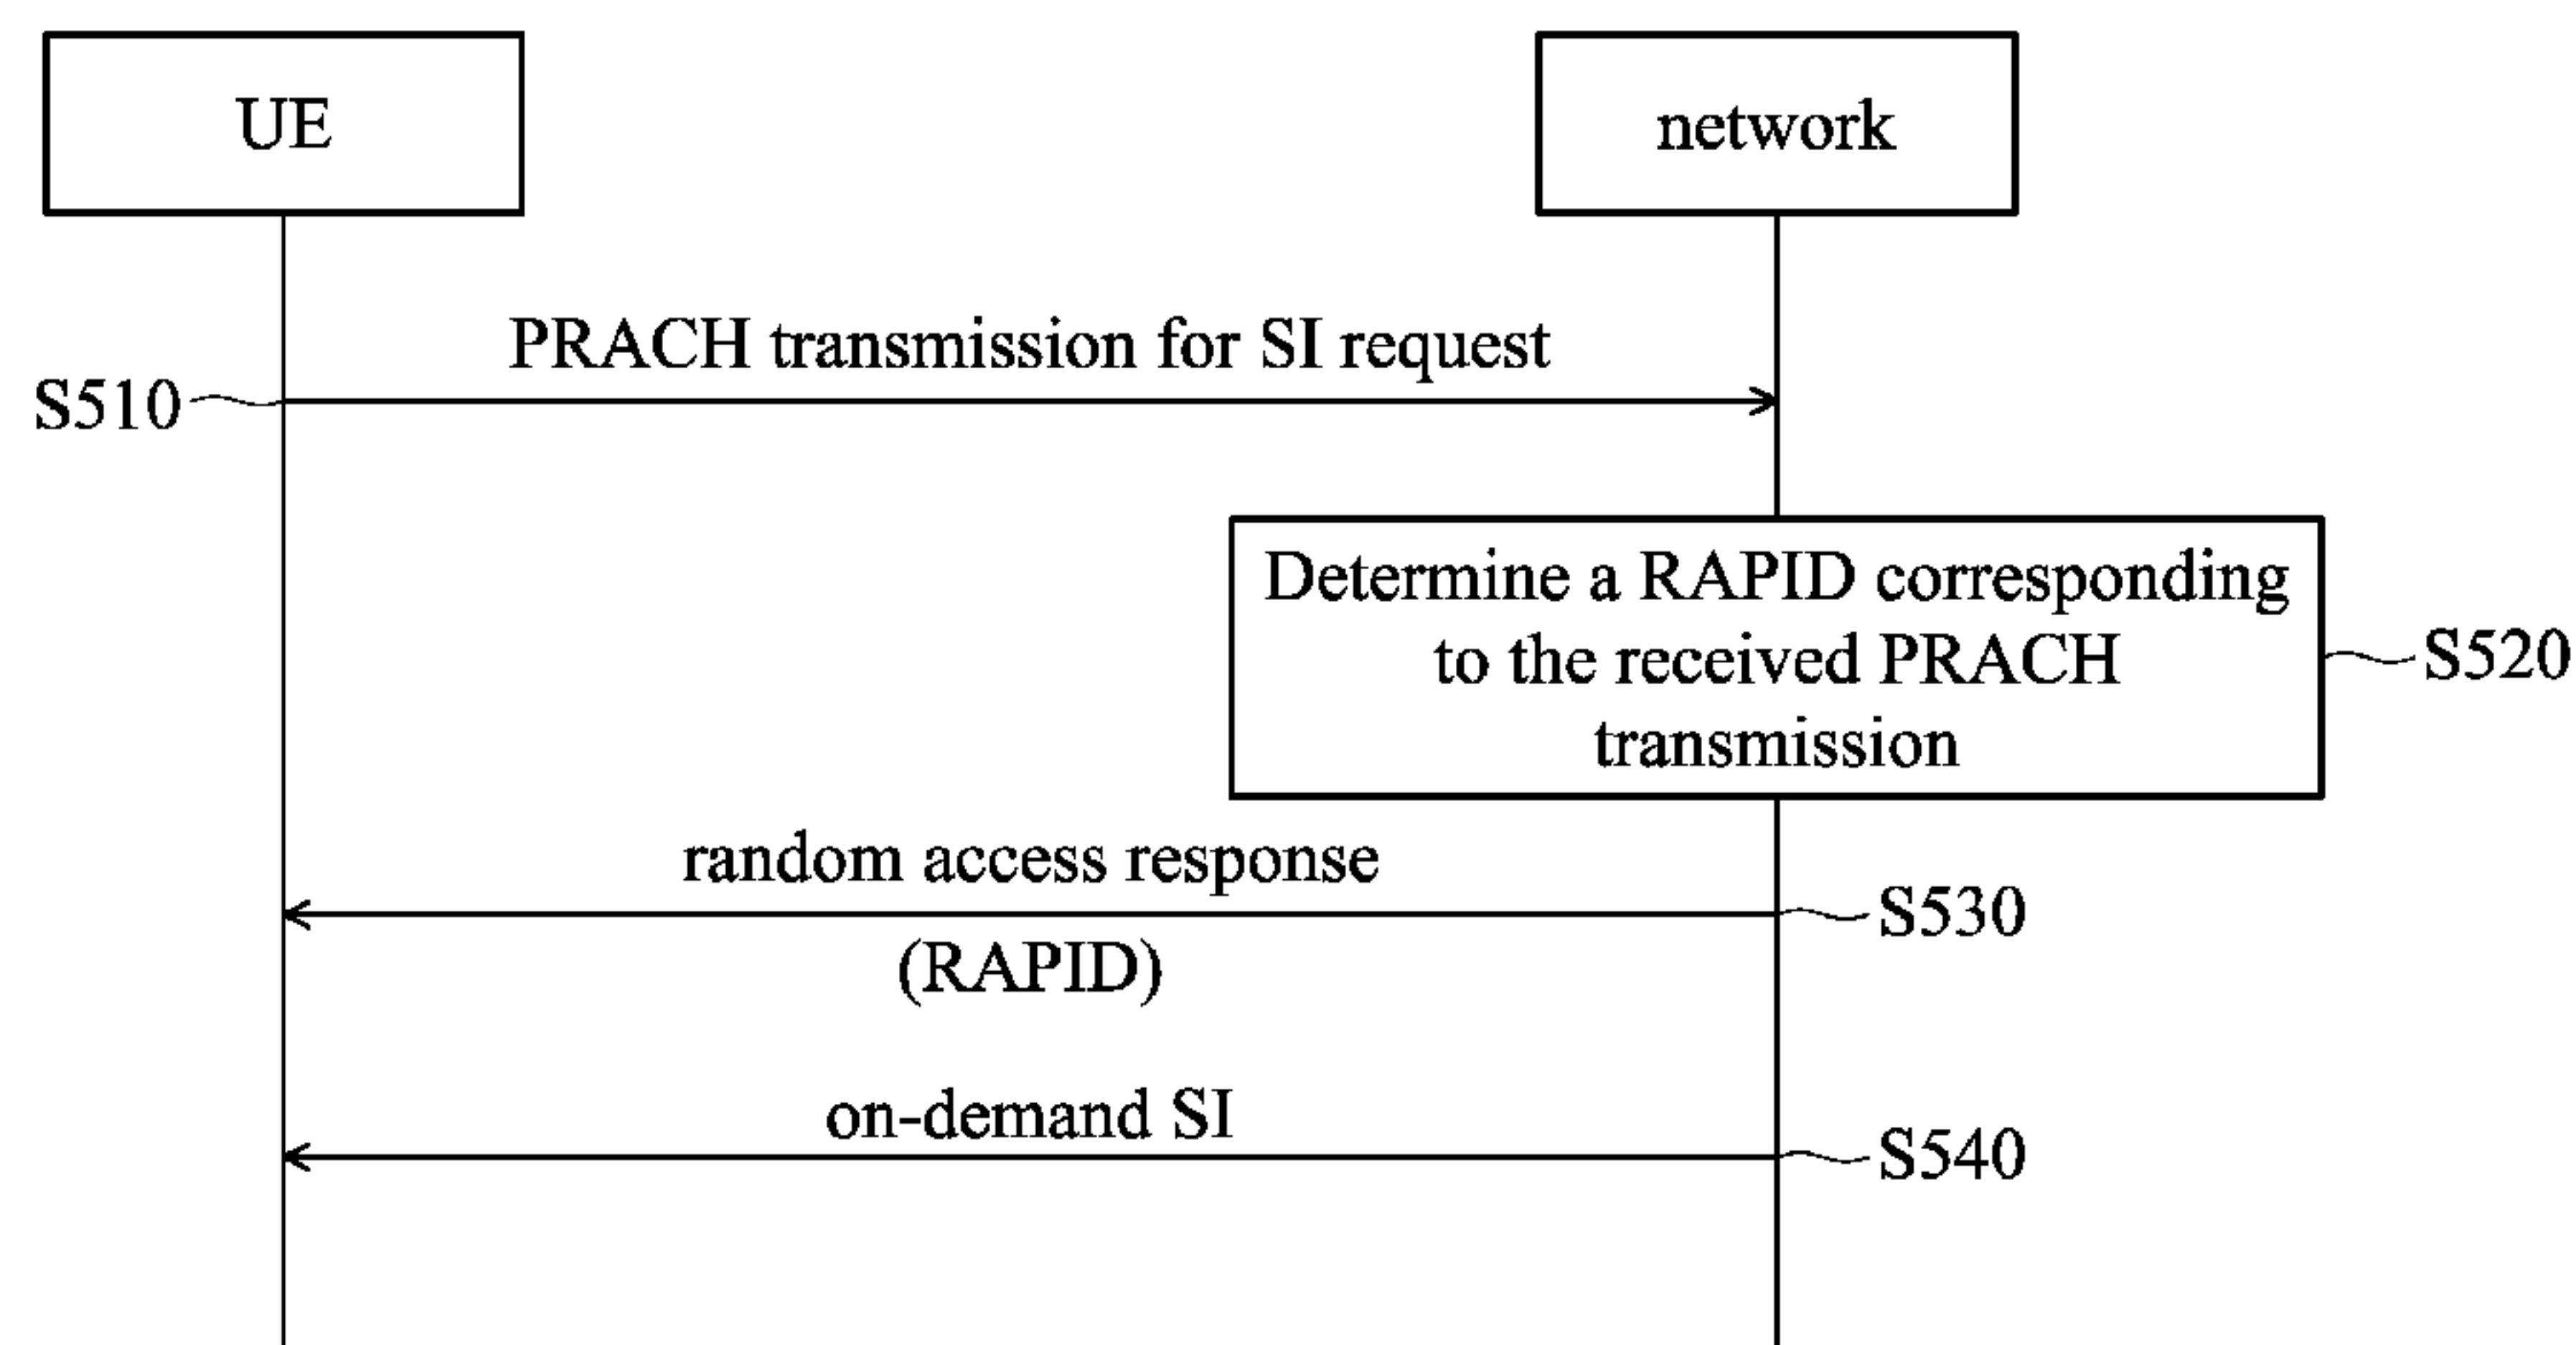 UE
network
PRACH transmission for SI request
S510
Determine a RAPID corresponding
to the received PRACH
transmission
S520
random access response
S530
(RAPID)
on-demand SI
S540